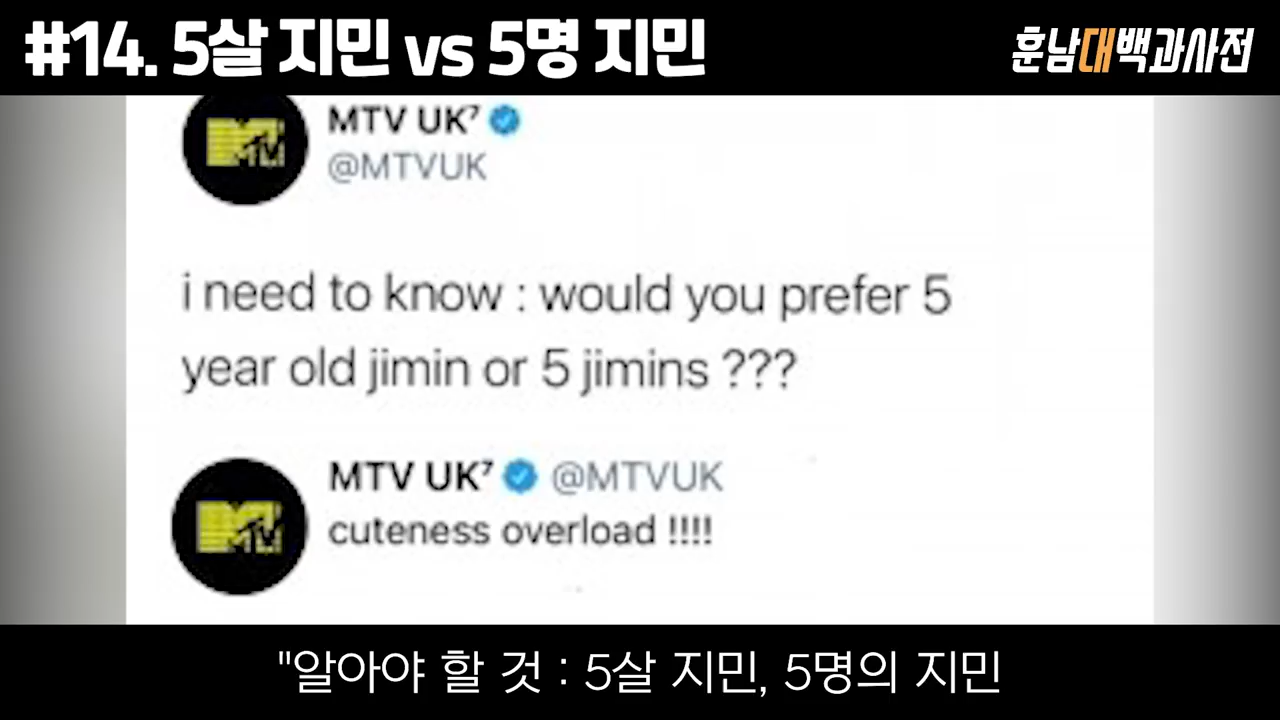 #14. 5살 지민 vs 5명 지민
훈남대백과사전
MTV UK⁷
@MTVUK
i need to know : would you prefer 5
year old jimin or 5 jimins ???
MTV UK⁷ @MTVUK
cuteness overload !!!!
"알아야 할 것 : 5살 지민, 5명의 지민